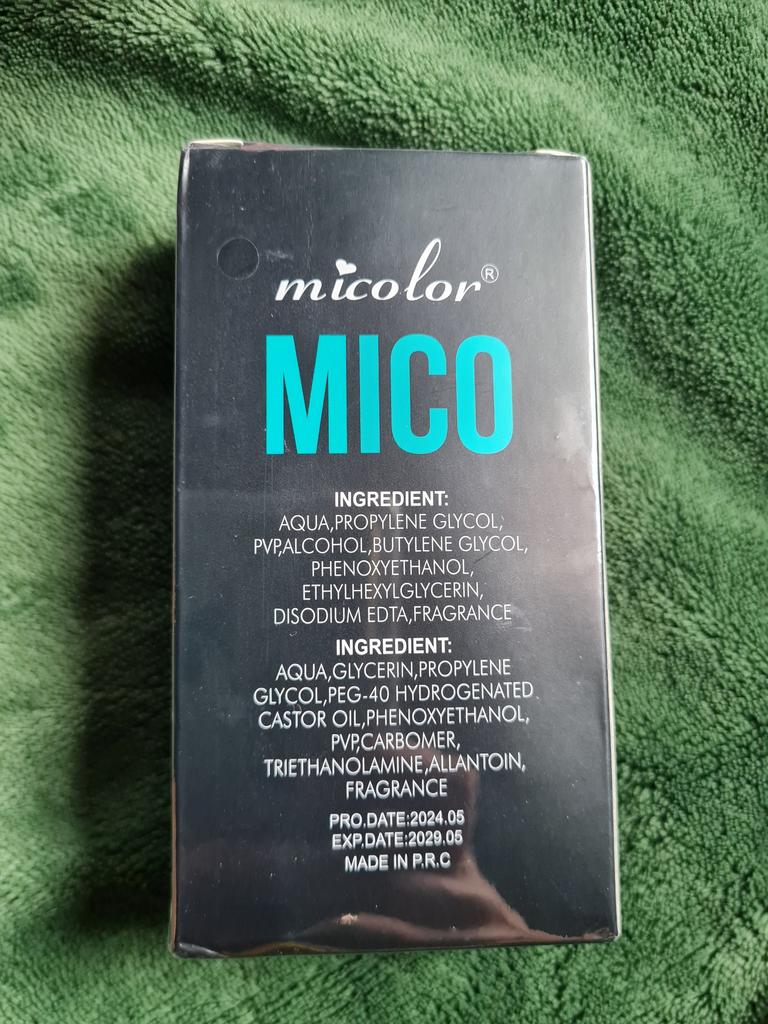 micolor®
MICO
INGREDIENT:
AQUA,PROPYLENE GLYCOL,
PVP,ALCOHOL,BUTYLENE GLYCOL,
PHENOXYETHANOL,
ETHYLHEXYLGLYCERIN,
DISODIUM EDTA,FRAGRANCE
INGREDIENT:
AQUA,GLYCERIN,PROPYLENE
GLYCOL,PEG-40 HYDROGENATED
CASTOR OIL,PHENOXYETHANOL,
PVP,CARBOMER,
TRIETHANOLAMINE,ALLANTOIN,
FRAGRANCE
PRO.DATE:2024.05
EXP.DATE:2029.05
MADE IN P.R.C